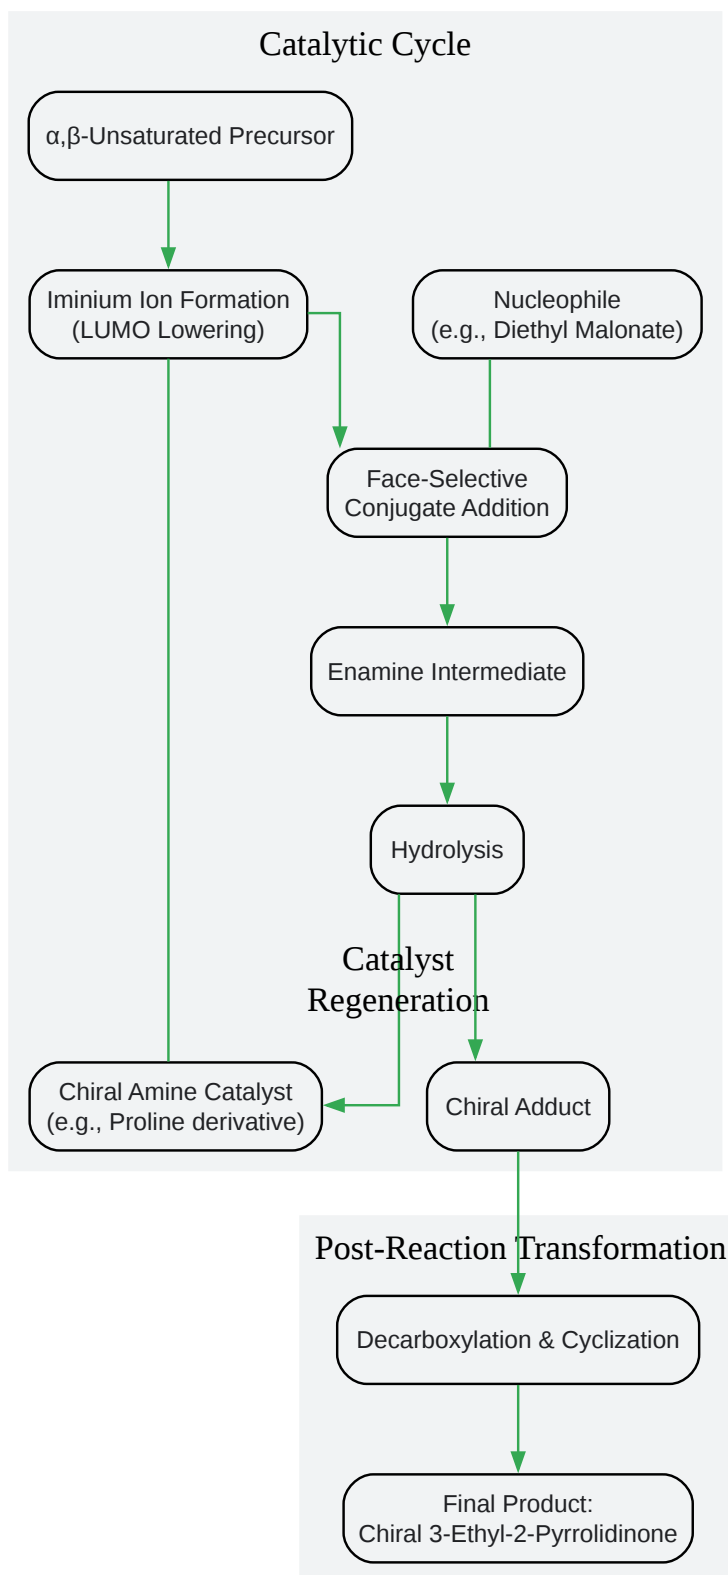 Catalytic Cycle
α,β-Unsaturated Precursor
Iminium Ion Formation
(LUMO Lowering)
Nucleophile
(e.g., Diethyl Malonate)
Face-Selective
Conjugate Addition
Enamine Intermediate
Hydrolysis
Catalyst
Regeneration
Chiral Amine Catalyst
(e.g., Proline derivative)
Chiral Adduct
Post-Reaction Transformation
Decarboxylation & Cyclization
Final Product:
Chiral 3-Ethyl-2-Pyrrolidinone